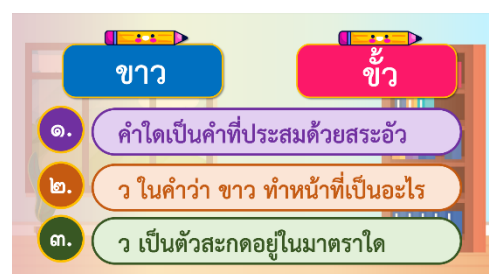 ขาว
ขั้ว
๑. คำใดเป็นคำที่ประสมด้วยสระอัว
๒. ว ในคำว่า ขาว ทำหน้าที่เป็นอะไร
๓. ว เป็นตัวสะกดอยู่ในมาตราใด